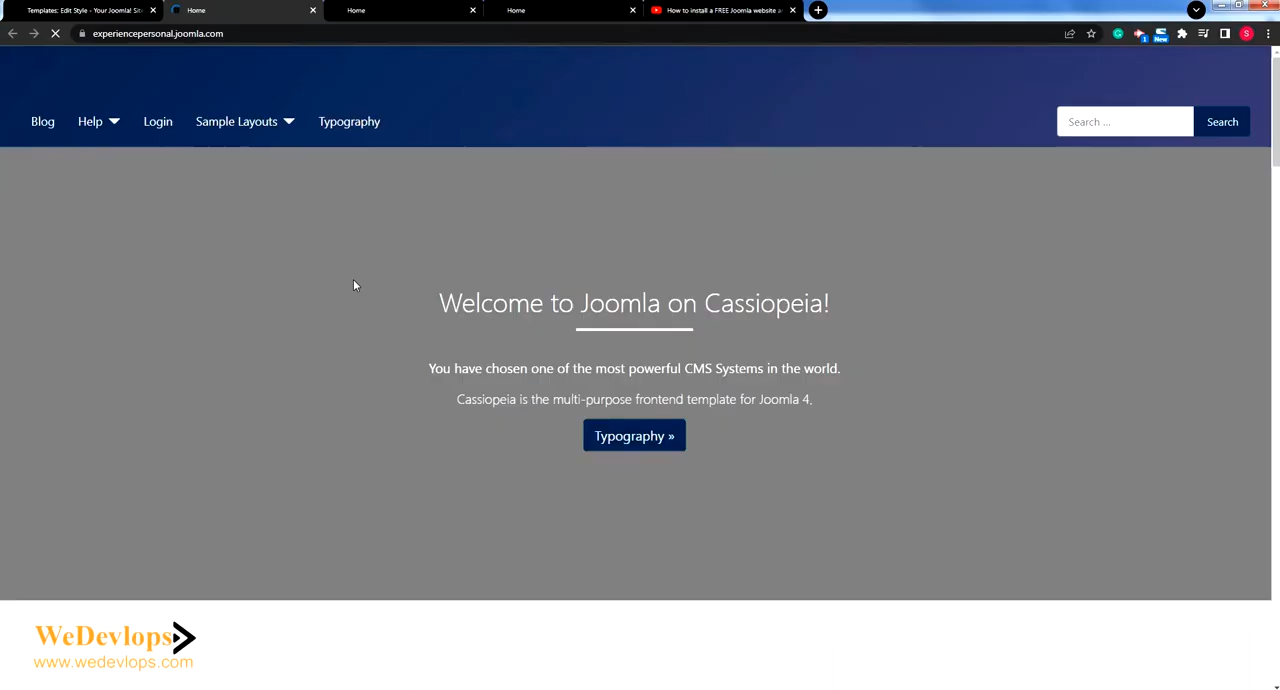 Templates: Edit Style - Your Joomla! Sit
Home
Home
Home
How to install a FREE Joomla website a
experiencepersonal.joomla.com
1
New
S
Blog
Help
Login
Sample Layouts
Typography
Search ...
Search
Welcome to Joomla on Cassiopeia!
You have chosen one of the most powerful CMS Systems in the world.
Cassiopeia is the multi-purpose frontend template for Joomla 4.
Typography »
WeDevlops
www.wedevlops.com